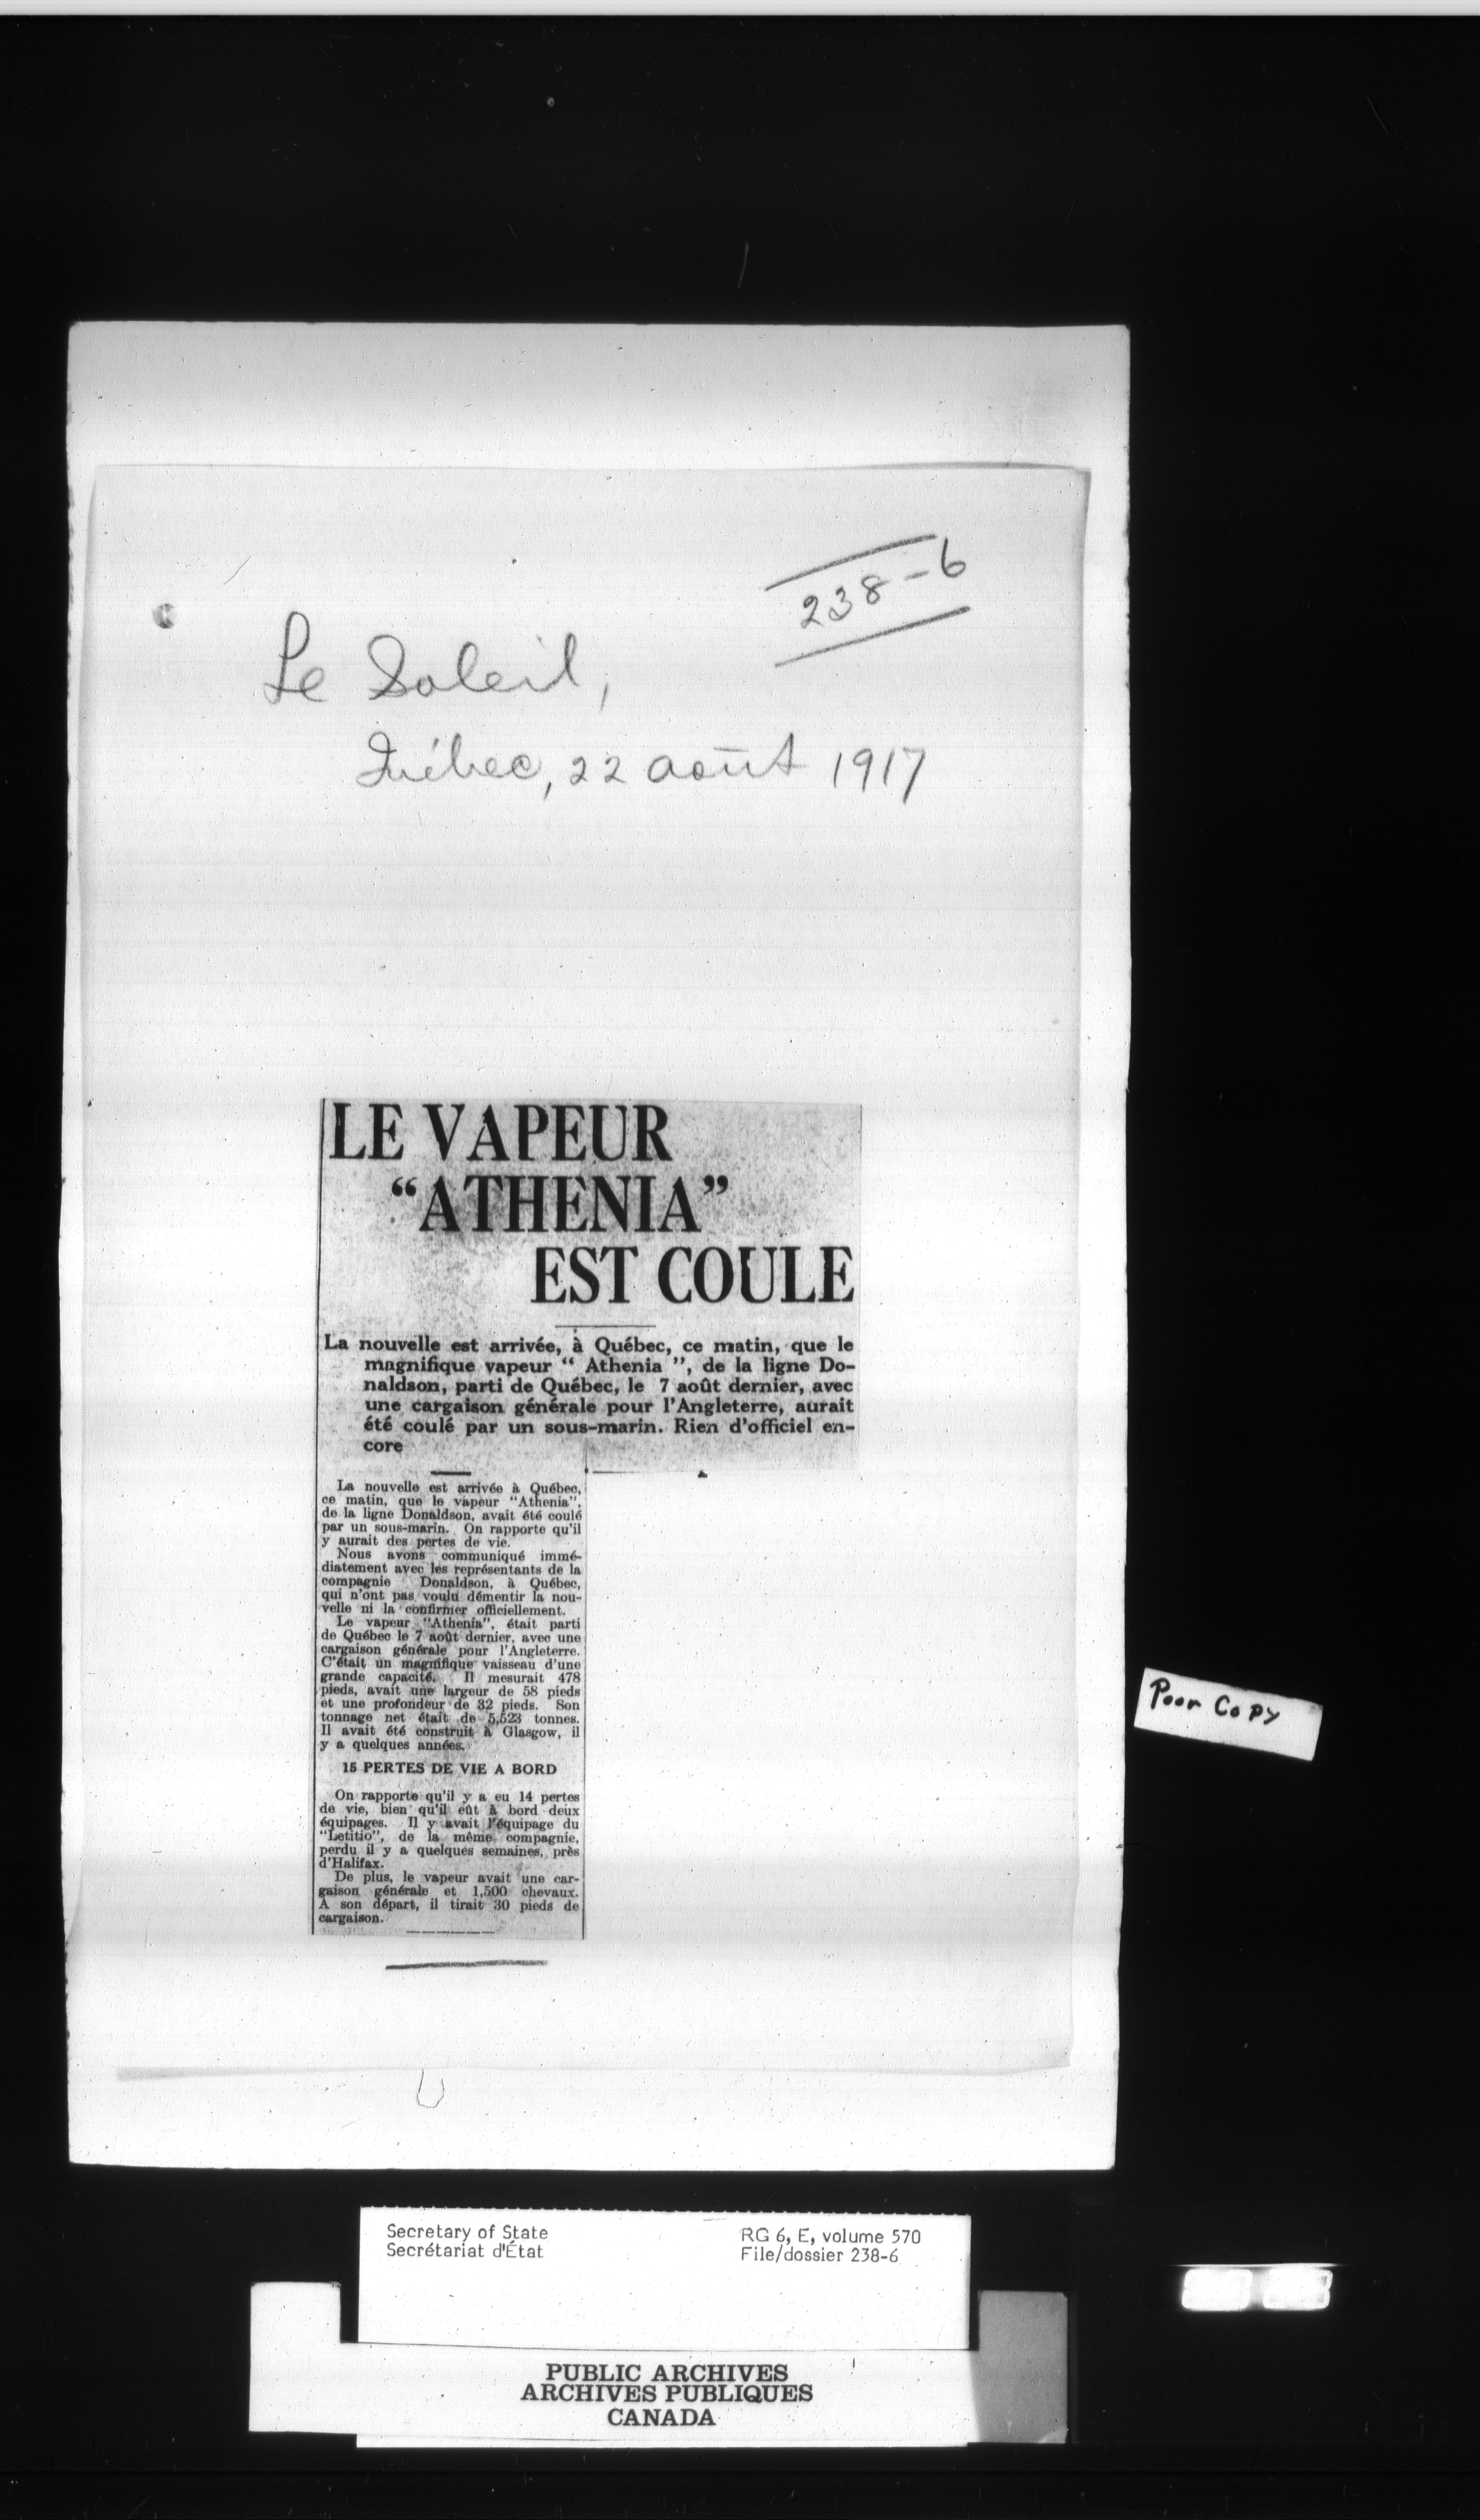 238-6
Le Soleil,
Québec, 22 août 1917
LE VAPEUR
"ATHENIA"
EST COULE
La nouvelle est arrivée, à Québec, ce matin, que le
magnifique vapeur " Athenia ", de la ligne Do-
naldson, parti de Québec, le 7 août dernier, avec
une cargaison générale pour l'Angleterre, aurait
été coulé par un sous-marin. Rien d'officiel en-
core
La nouvelle est arrivée à Québec,
ce matin, que le vapeur "Athenia",
de la ligne Donaldson, avait été coulé
par un sous-marin. On rapporte qu'il
y aurait des pertes de vie.
Nous avons communiqué immé-
diatement avec les représentants de la
compagnie Donaldson, à Québec,
qui n'ont pas voulu démentir la nou-
velle ni la confirmer officiellement.
Le vapeur "Athenia", était parti
de Québec le 7 août dernier, avec une
cargaison générale pour l'Angleterre.
C'était un magnifique vaisseau d'une
grande capacité. Il mesurait 478
pieds, avait une largeur de 58 pieds
et une profondeur de 32 pieds. Son
tonnage net était de 5,523 tonnes.
Il avait été construit à Glasgow, il
y a quelques années.
15 PERTES DE VIE A BORD
On rapporte qu'il y a eu 14 pertes
de vie, bien qu'il eût à bord deux
équipages. Il y avait l'équipage du
"Letitio", de la même compagnie,
perdu il y a quelques semaines, près
d'Halifax.
De plus, le vapeur avait une car-
gaison générale et 1,500 chevaux.
A son départ, il tirait 30 pieds de
cargaison.
Poor Copy
Secretary of State
Secrétariat d'État
RG 6, E, volume 570
File/dossier 238-6
PUBLIC ARCHIVES
ARCHIVES PUBLIQUES
CANADA